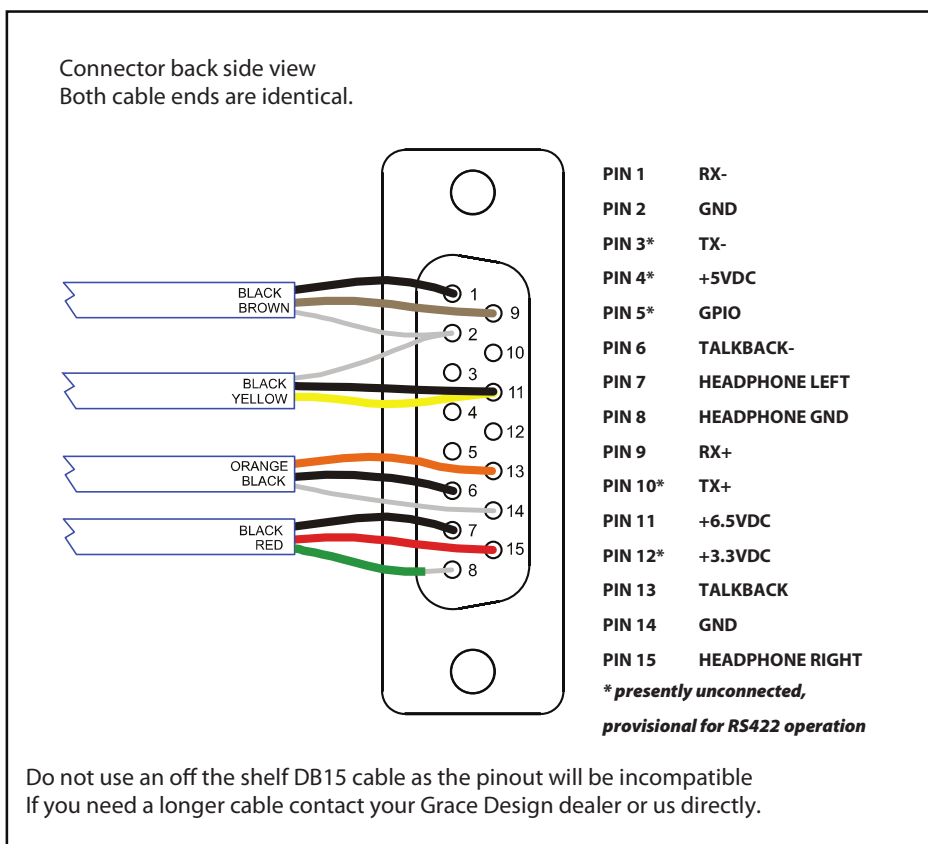 Connector back side view
Both cable ends are identical.
BLACK
BROWN
BLACK
YELLOW
ORANGE
BLACK
BLACK
RED
1
9
2
10
3
11
4
12
5
13
6
14
7
15
8
PIN 1 RX-
PIN 2 GND
PIN 3* TX-
PIN 4* +5VDC
PIN 5* GPIO
PIN 6 TALKBACK-
PIN 7 HEADPHONE LEFT
PIN 8 HEADPHONE GND
PIN 9 RX+
PIN 10* TX+
PIN 11 +6.5VDC
PIN 12* +3.3VDC
PIN 13 TALKBACK
PIN 14 GND
PIN 15 HEADPHONE RIGHT
* presently unconnected,
provisional for RS422 operation
Do not use an off the shelf DB15 cable as the pinout will be incompatible
If you need a longer cable contact your Grace Design dealer or us directly.